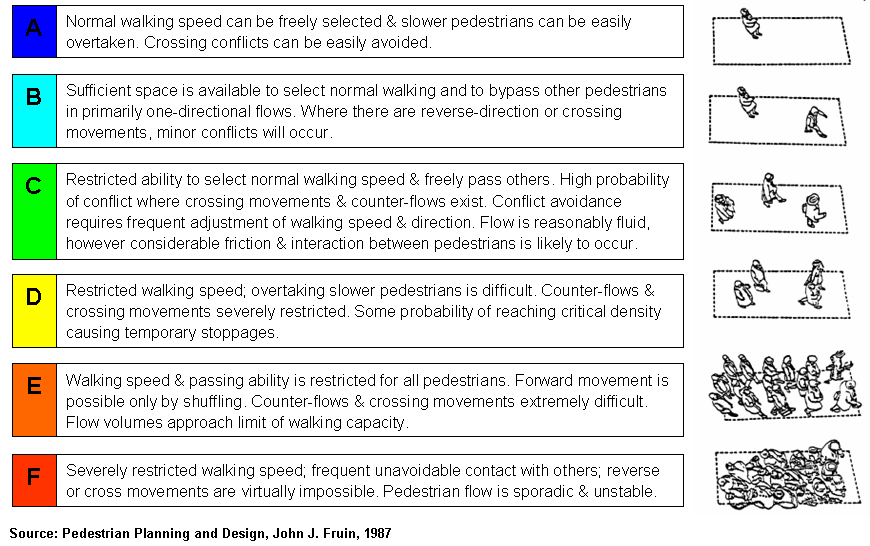 A
Normal walking speed can be freely selected & slower pedestrians can be easily
overtaken. Crossing conflicts can be easily avoided.
B
Sufficient space is available to select normal walking and to bypass other pedestrians
in primarily one-directional flows. Where there are reverse-direction or crossing
movements, minor conflicts will occur.
C
Restricted ability to select normal walking speed & freely pass others. High probability
of conflict where crossing movements & counter-flows exist. Conflict avoidance
requires frequent adjustment of walking speed & direction. Flow is reasonably fluid,
however considerable friction & interaction between pedestrians is likely to occur.
D
Restricted walking speed; overtaking slower pedestrians is difficult. Counter-flows &
crossing movements severely restricted. Some probability of reaching critical density
causing temporary stoppages.
E
Walking speed & passing ability is restricted for all pedestrians. Forward movement is
possible only by shuffling. Counter-flows & crossing movements extremely difficult.
Flow volumes approach limit of walking capacity.
F
Severely restricted walking speed; frequent unavoidable contact with others; reverse
or cross movements are virtually impossible. Pedestrian flow is sporadic & unstable.
Source: Pedestrian Planning and Design, John J. Fruin, 1987